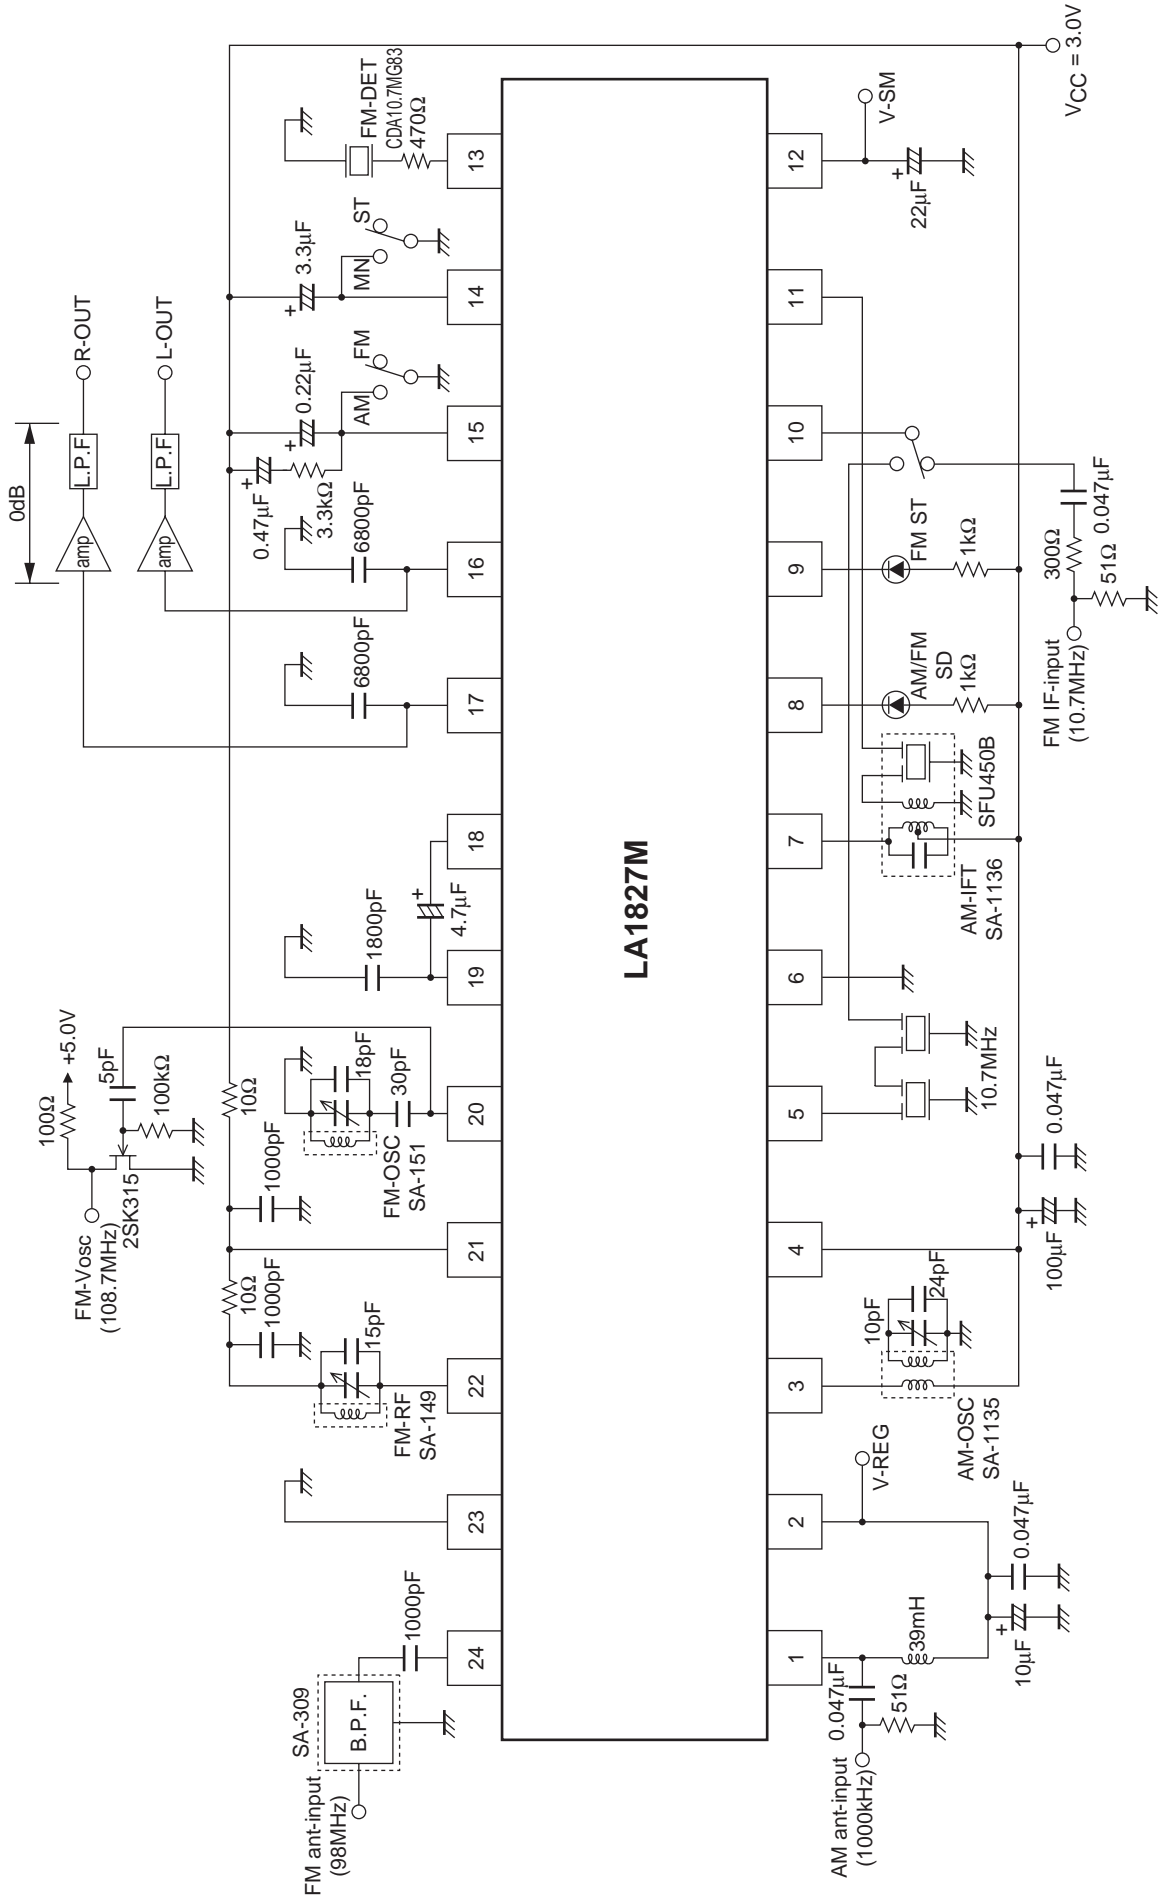 FM ant-input
(98MHz)
SA-309
B.P.F.
1000pF
24
23
22
21
20
19
18
17
16
15
14
13
FM-RF
SA-149
15pF
10Ω
1000pF
1000pF
10Ω
FM-Vosc
(108.7MHz)
2SK315
100Ω
+5.0V
5pF
100kΩ
FM-OSC
SA-151
18pF
30pF
1800pF
4.7µF
+
6800pF
6800pF
0dB
amp
L.P.F
R-OUT
amp
L.P.F
L-OUT
+
0.47µF
3.3kΩ
+
0.22µF
AM
FM
+
3.3µF
MN
ST
FM-DET
CDA10.7MG83
470Ω
LA1827M
1
2
3
4
5
6
7
8
9
10
11
12
AM ant-input
(1000kHz)
0.047µF
51Ω
39mH
+
10µF
0.047µF
V-REG
AM-OSC
SA-1135
10pF
24pF
+
100µF
0.047µF
10.7MHz
AM-IFT
SA-1136
SFU450B
AM/FM
SD
1kΩ
FM ST
1kΩ
FM IF-input
(10.7MHz)
300Ω
51Ω
0.047µF
+
22µF
V-SM
VCC = 3.0V